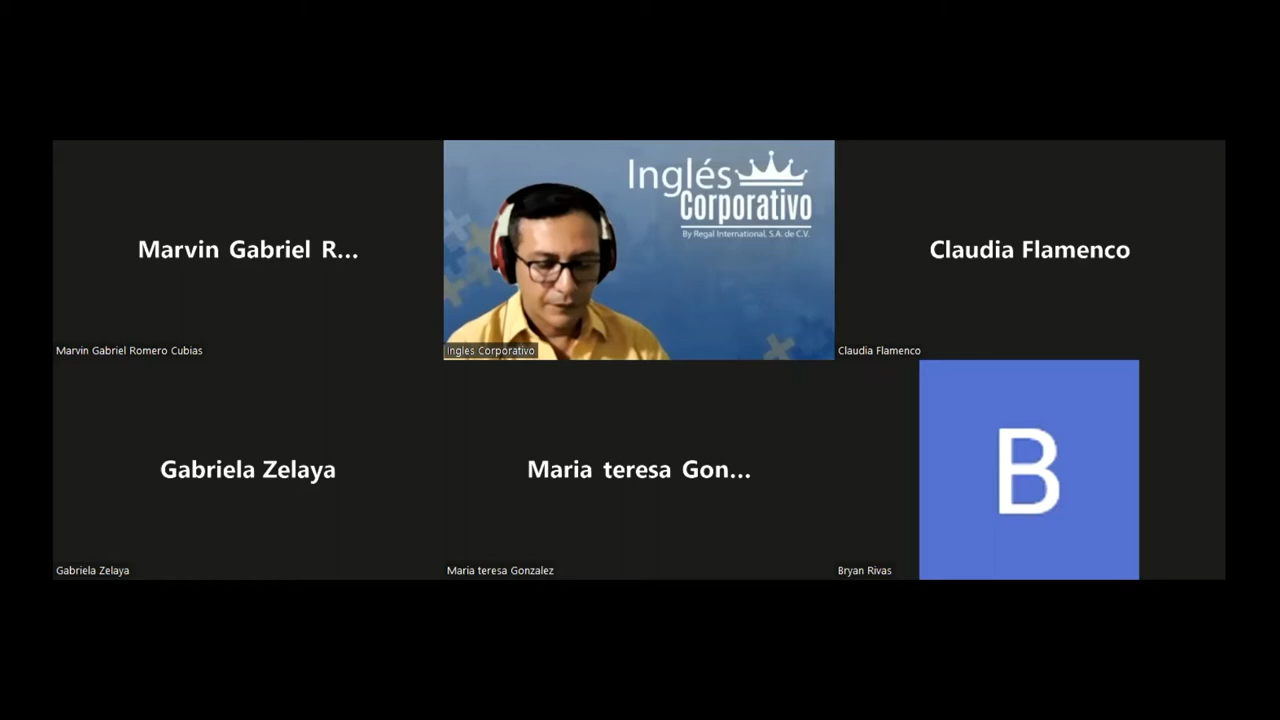 Marvin Gabriel R...
Marvin Gabriel Romero Cubias
Inglés
Corporativo
By Regal International, S.A. de C.V.
Ingles Corporativo
Claudia Flamenco
Claudia Flamenco
Gabriela Zelaya
Gabriela Zelaya
Maria teresa Gon...
Maria teresa Gonzalez
B
Bryan Rivas